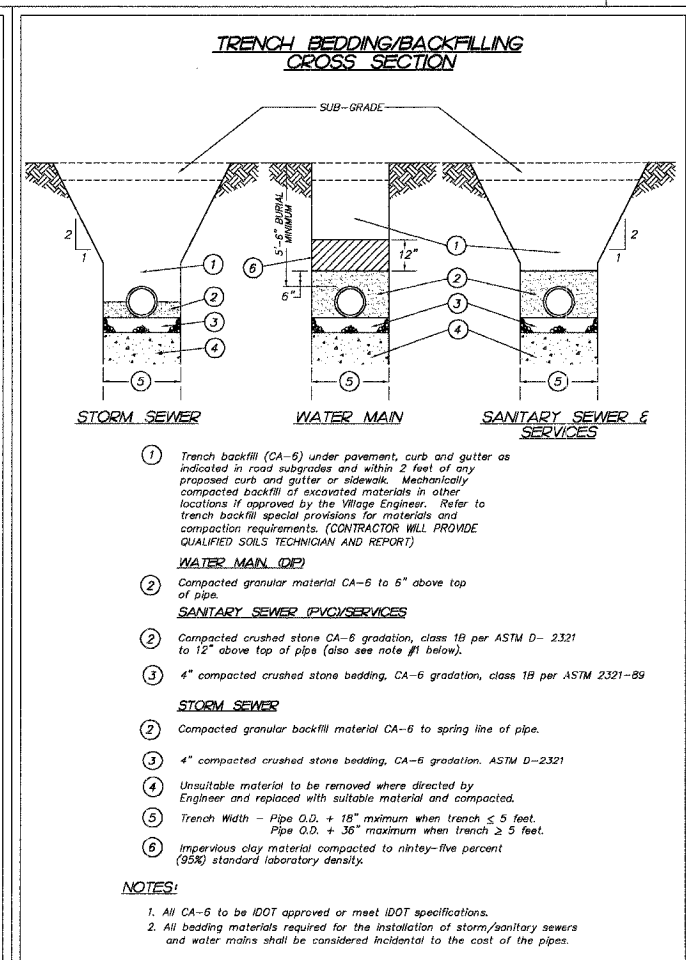 TRENCH BEDDING/BACKFILLING
CROSS SECTION
SUB-GRADE
2
1
5'-6" BURIAL
MINIMUM
6"
12"
2
1
1
2
3
4
6
1
2
3
4
5
5
5
STORM SEWER
WATER MAIN
SANITARY SEWER &
SERVICES
1 Trench backfill (CA-6) under pavement, curb and gutter as
indicated in road subgrades and within 2 feet of any
proposed curb and gutter or sidewalk. Mechanically
compacted backfill of excavated materials in other
locations if approved by the Village Engineer. Refer to
trench backfill special provisions for materials and
compaction requirements. (CONTRACTOR WILL PROVIDE
QUALIFIED SOILS TECHNICIAN AND REPORT)
WATER MAIN, (DIP)
2 Compacted granular material CA-6 to 6" above top
of pipe.
SANITARY SEWER (PVC)/SERVICES
2 Compacted crushed stone CA-6 gradation, class 1B per ASTM D- 2321
to 12" above top of pipe (also see note #1 below).
3 4" compacted crushed stone bedding, CA-6 gradation, class 1B per ASTM 2321-89
STORM SEWER
2 Compacted granular backfill material CA-6 to spring line of pipe.
3 4" compacted crushed stone bedding, CA-6 gradation. ASTM D-2321
4 Unsuitable material to be removed where directed by
Engineer and replaced with suitable material and compacted.
5 Trench Width - Pipe O.D. + 18" mximum when trench ≤ 5 feet.
Pipe O.D. + 36" maximum when trench ≥ 5 feet.
6 Impervious clay material compacted to nintey-five percent
(95%) standard laboratory density.
NOTES:
1. All CA-6 to be IDOT approved or meet IDOT specifications.
2. All bedding materials required for the installation of storm/sanitary sewers
and water mains shall be considered incidental to the cost of the pipes.